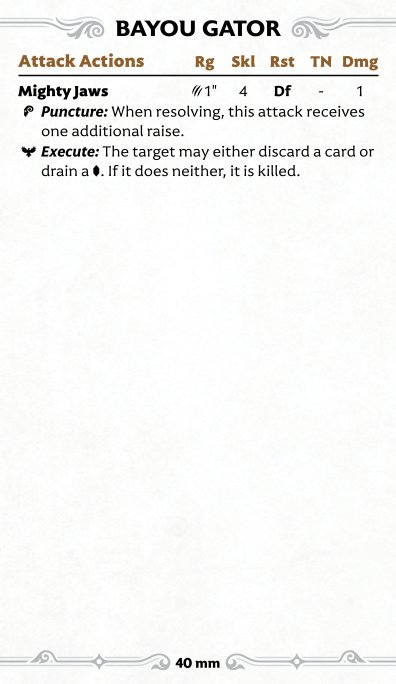 BAYOU GATOR
Attack Actions Rg Skl Rst TN Dmg
Mighty Jaws 1" 4 Df - 1
Puncture: When resolving, this attack receives
one additional raise.
Execute: The target may either discard a card or
drain a . If it does neither, it is killed.
40 mm